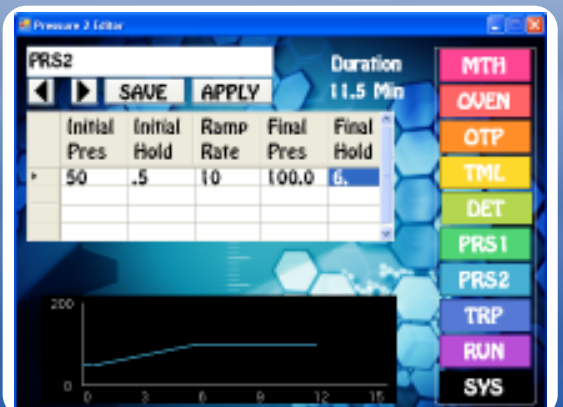 Pressure 2 Editor
PRS2
Duration
11.5 Min
SAVE APPLY
Initial Pres Initial Hold Ramp Rate Final Pres Final Hold
50 .5 10 100.0 6.
200
0
0 3 6 9 12 15
MTH
OVEN
OTP
TML
DET
PRS1
PRS2
TRP
RUN
SYS